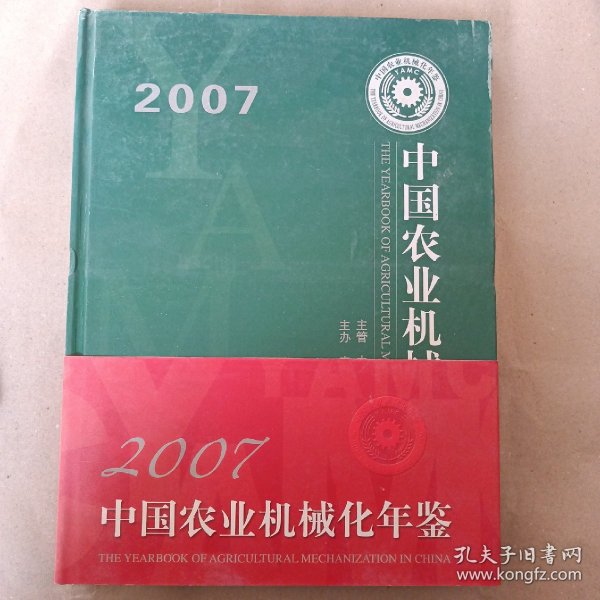 2007
中国农业机械化年鉴
YAMC
THE YEARBOOK OF AGRICULTURAL MECHANIZATION IN CHINA
中国农业机械
THE YEARBOOK OF AGRICULTURAL M
主管
主办
YAMC
2007
中国农业机械化年鉴
THE YEARBOOK OF AGRICULTURAL MECHANIZATION IN CHINA
孔夫子旧书网
www.kongfz.com